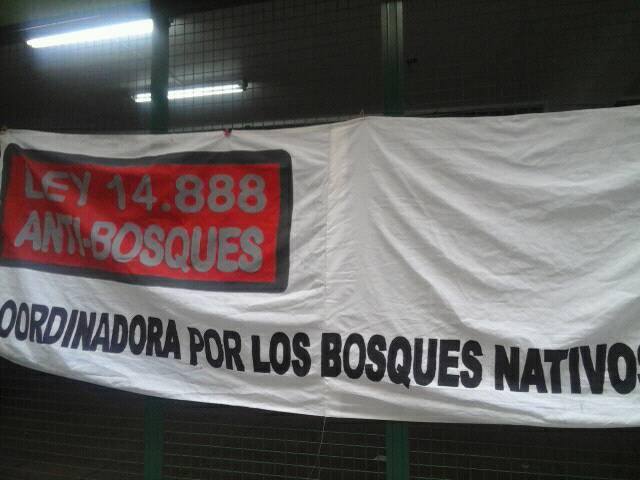 LEY 14.888
ANTI-BOSQUES
OORDINADORA POR LOS BOSQUES NATIVOS